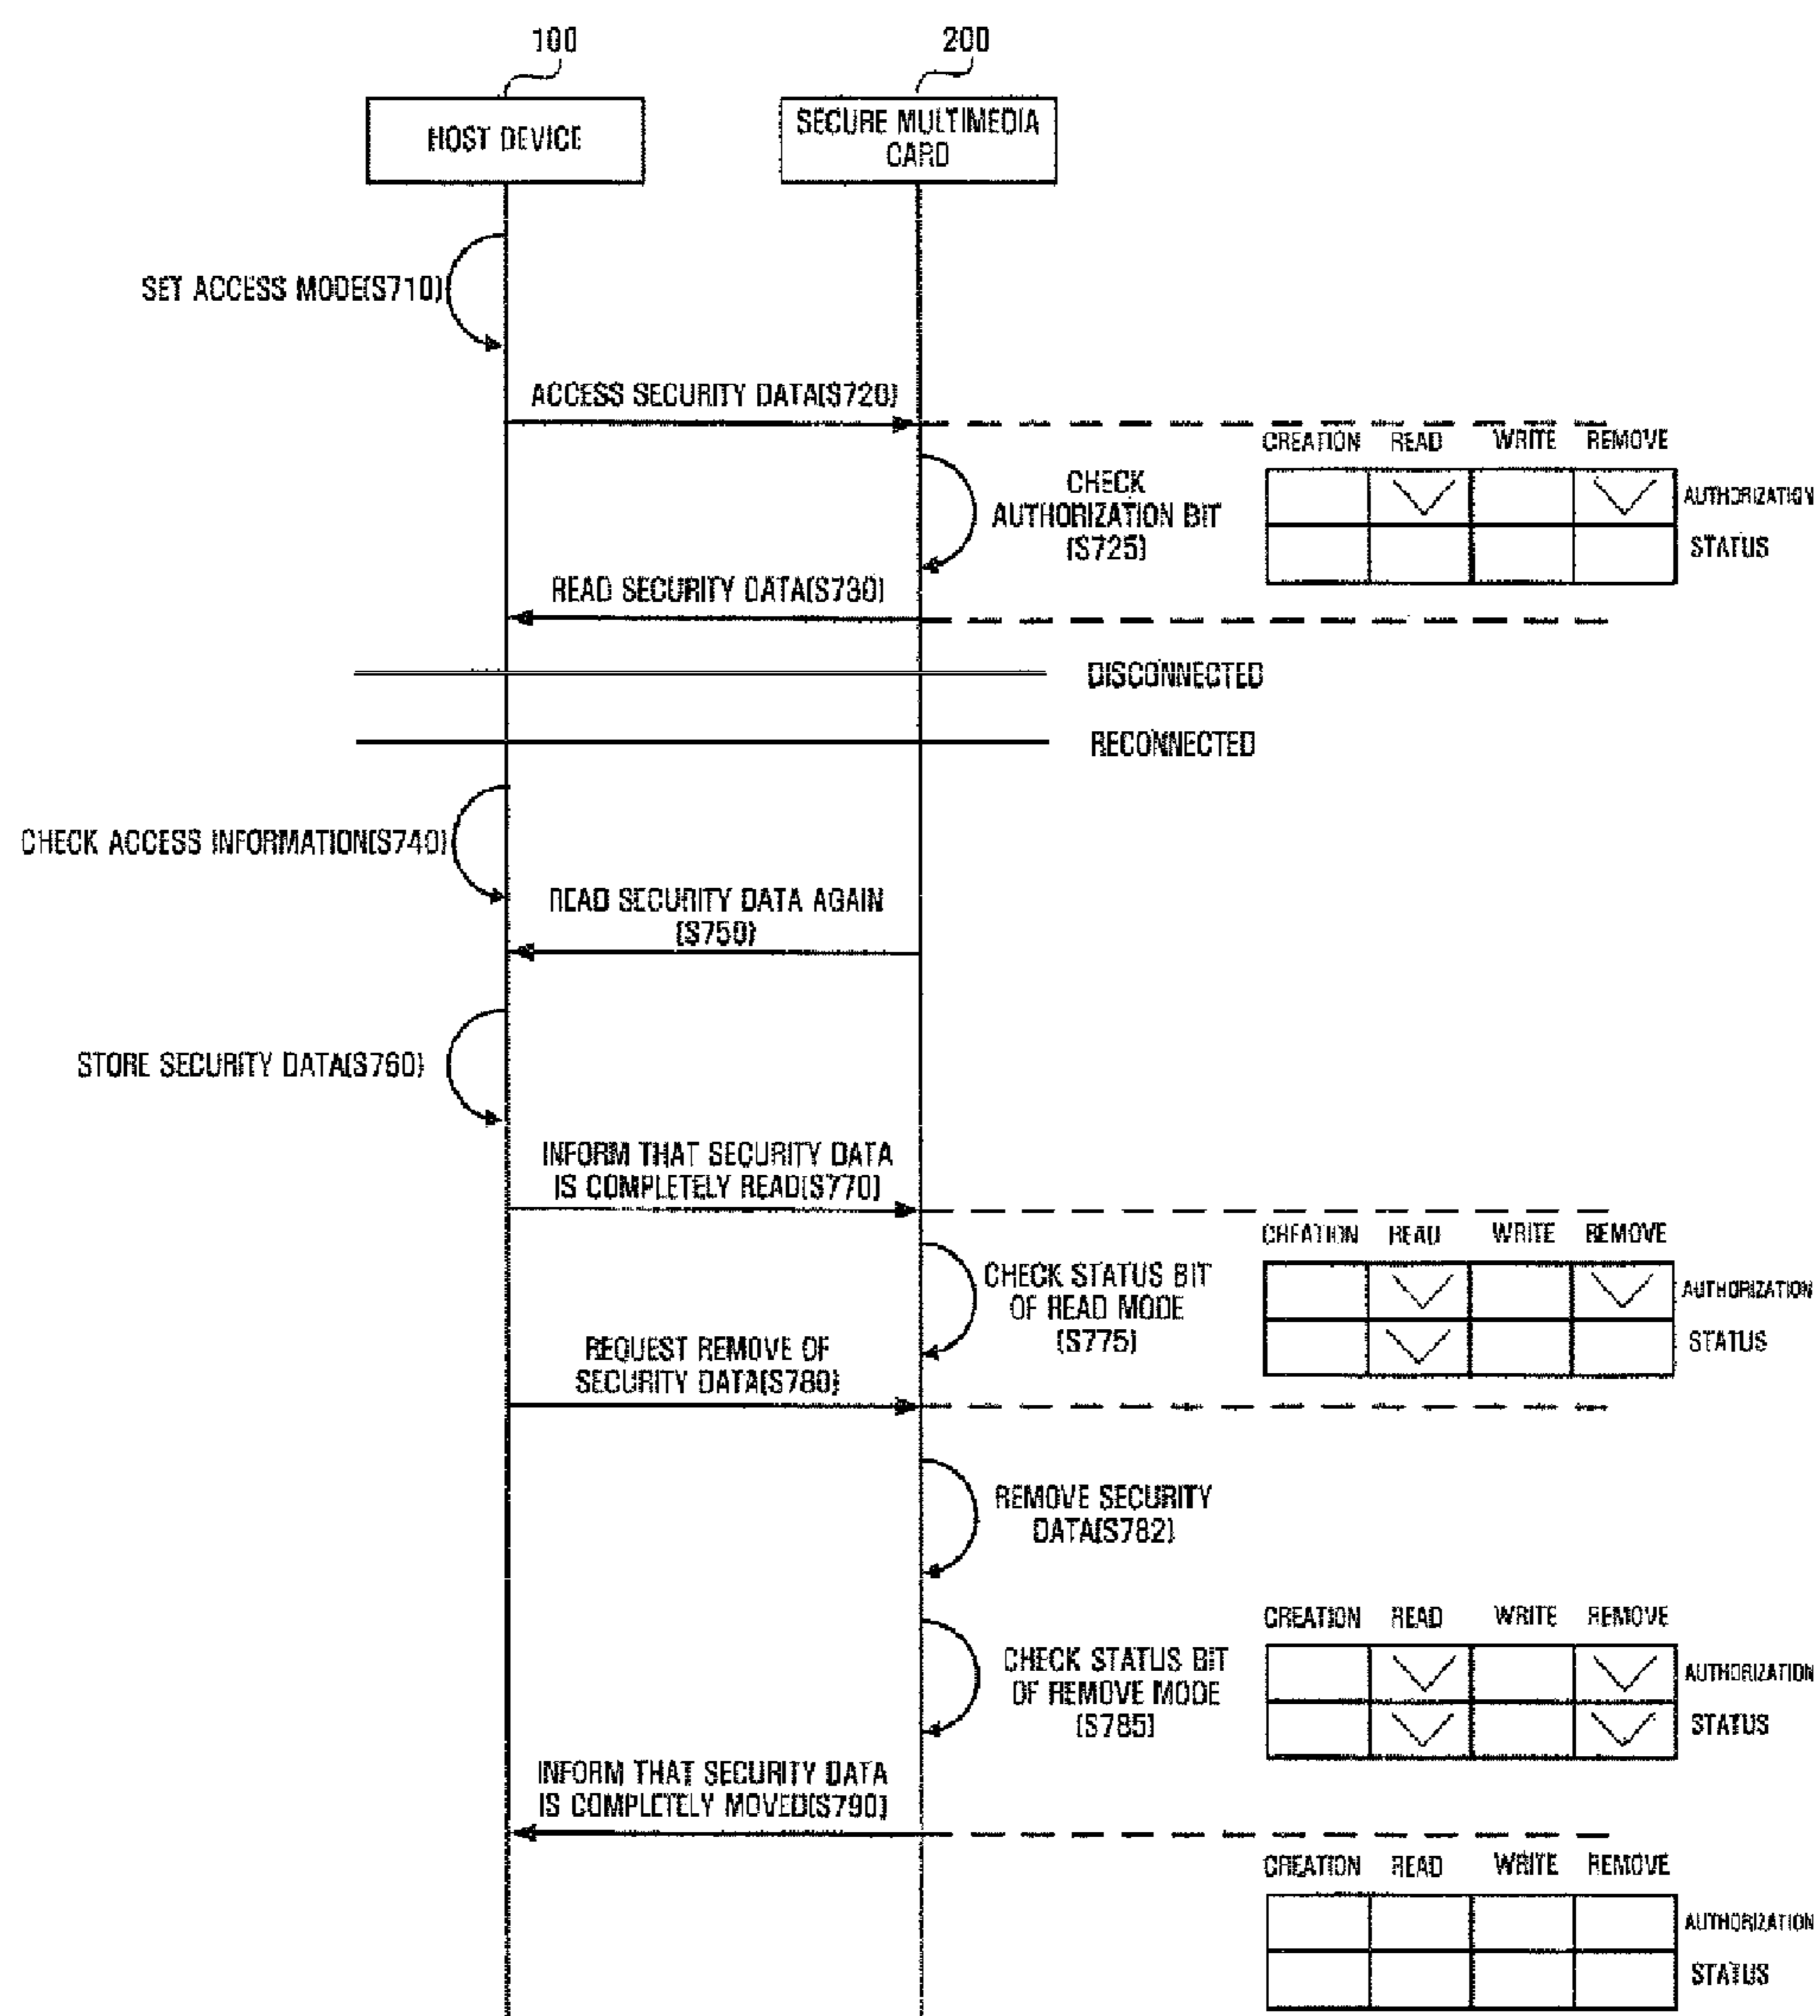 100
200
HOST DEVICE
SECURE MULTIMEDIA
CARD
SET ACCESS MODE(S710)
ACCESS SECURITY DATA(S720)
CREATION READ WRITE REMOVE
CHECK
AUTHORIZATION BIT
(S725)
AUTHORIZATION
STATUS
READ SECURITY DATA(S730)
DISCONNECTED
RECONNECTED
CHECK ACCESS INFORMATION(S740)
READ SECURITY DATA AGAIN
(S750)
STORE SECURITY DATA(S760)
INFORM THAT SECURITY DATA
IS COMPLETELY READ(S770)
CREATION READ WRITE REMOVE
CHECK STATUS BIT
OF READ MODE
(S775)
AUTHORIZATION
STATUS
REQUEST REMOVE OF
SECURITY DATA(S780)
REMOVE SECURITY
DATA(S782)
CREATION READ WRITE REMOVE
CHECK STATUS BIT
OF REMOVE MODE
(S785)
AUTHORIZATION
STATUS
INFORM THAT SECURITY DATA
IS COMPLETELY MOVED(S790)
CREATION READ WRITE REMOVE
AUTHORIZATION
STATUS